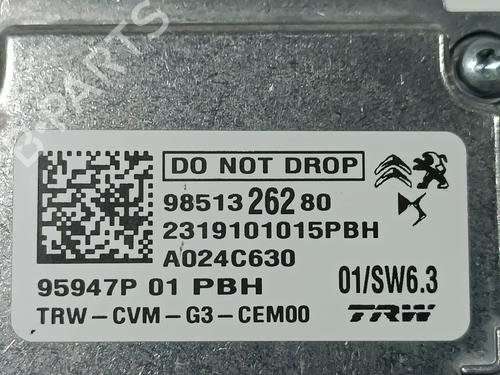 B-PARTS
DO NOT DROP
98513 262 80
2319101015PBH
A024C630
95947P 01 PBH 01/SW6.3
TRW-CVM-G3-CEM00 TRW